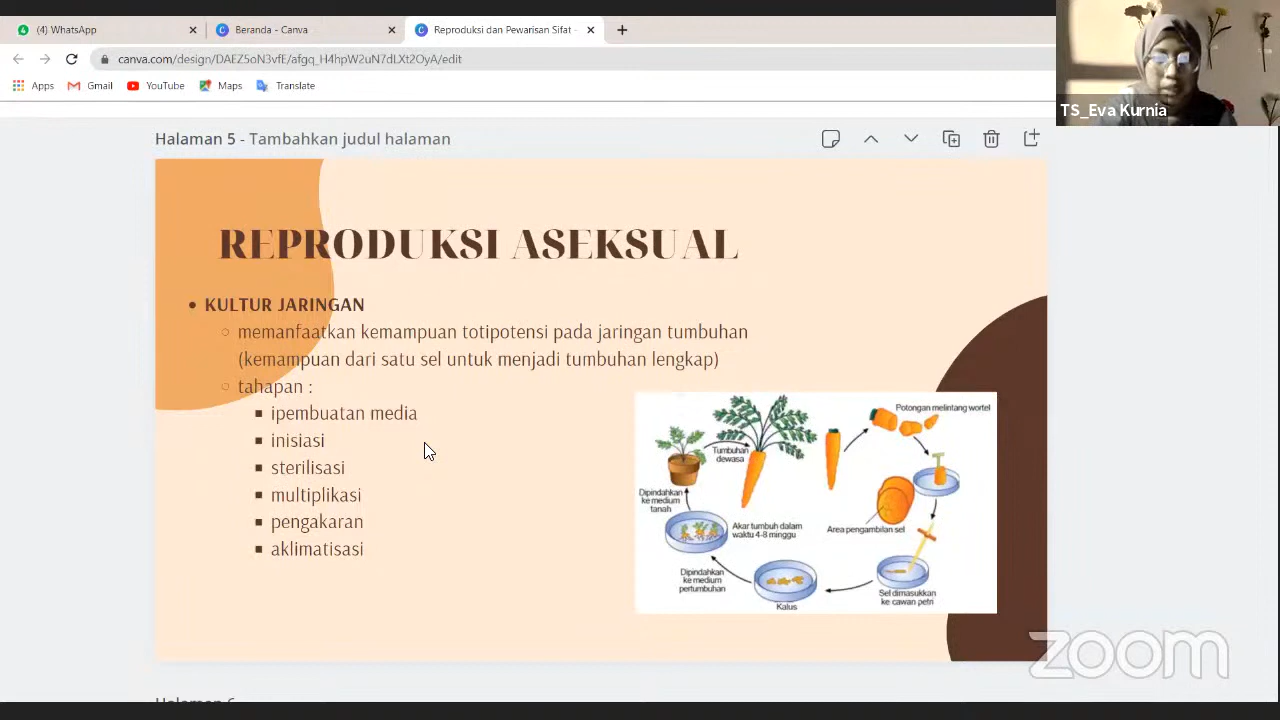 (4) WhatsApp
Beranda - Canva
Reproduksi dan Pewarisan Sifat -
canva.com/design/DAEZ5oN3vfE/afgq_H4hpW2uN7dLXt2OyA/edit
Apps
Gmail
YouTube
Maps
Translate
TS_Eva Kurnia
Halaman 5 - Tambahkan judul halaman
REPRODUKSI ASEKSUAL
• KULTUR JARINGAN
○ memanfaatkan kemampuan totipotensi pada jaringan tumbuhan
(kemampuan dari satu sel untuk menjadi tumbuhan lengkap)
○ tahapan :
▪ ipembuatan media
▪ inisiasi
▪ sterilisasi
▪ multiplikasi
▪ pengakaran
▪ aklimatisasi
Potongan melintang wortel
Tumbuhan
dewasa
Dipindahkan
ke medium
tanah
Akar tumbuh dalam
waktu 4-8 minggu
Area pengambilan sel
Dipindahkan
ke medium
pertumbuhan
Kalus
Sel dimasukkan
ke cawan petri
zoom